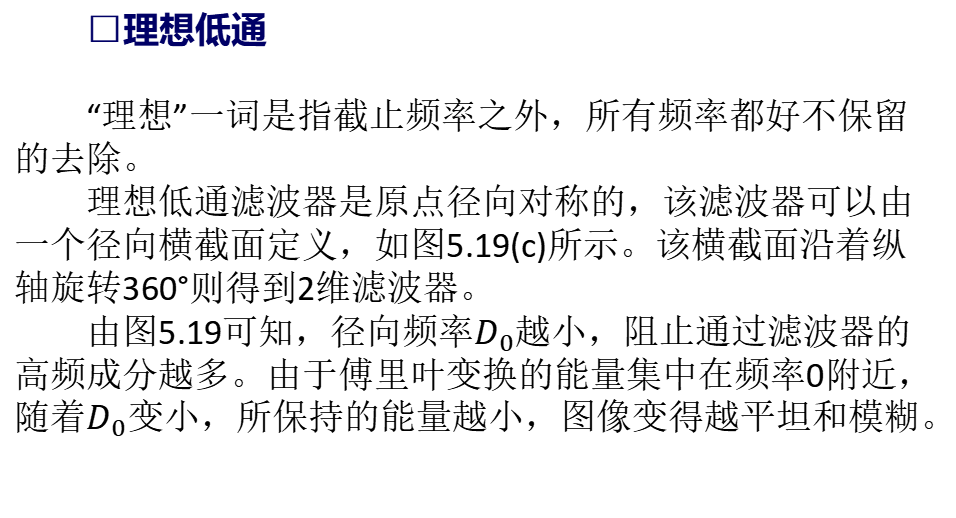 □理想低通
“理想”一词是指截止频率之外，所有频率都好不保留
的去除。
理想低通滤波器是原点径向对称的，该滤波器可以由
一个径向横截面定义，如图5.19(c)所示。该横截面沿着纵
轴旋转360°则得到2维滤波器。
由图5.19可知，径向频率D₀越小，阻止通过滤波器的
高频成分越多。由于傅里叶变换的能量集中在频率0附近，
随着D₀变小，所保持的能量越小，图像变得越平坦和模糊。